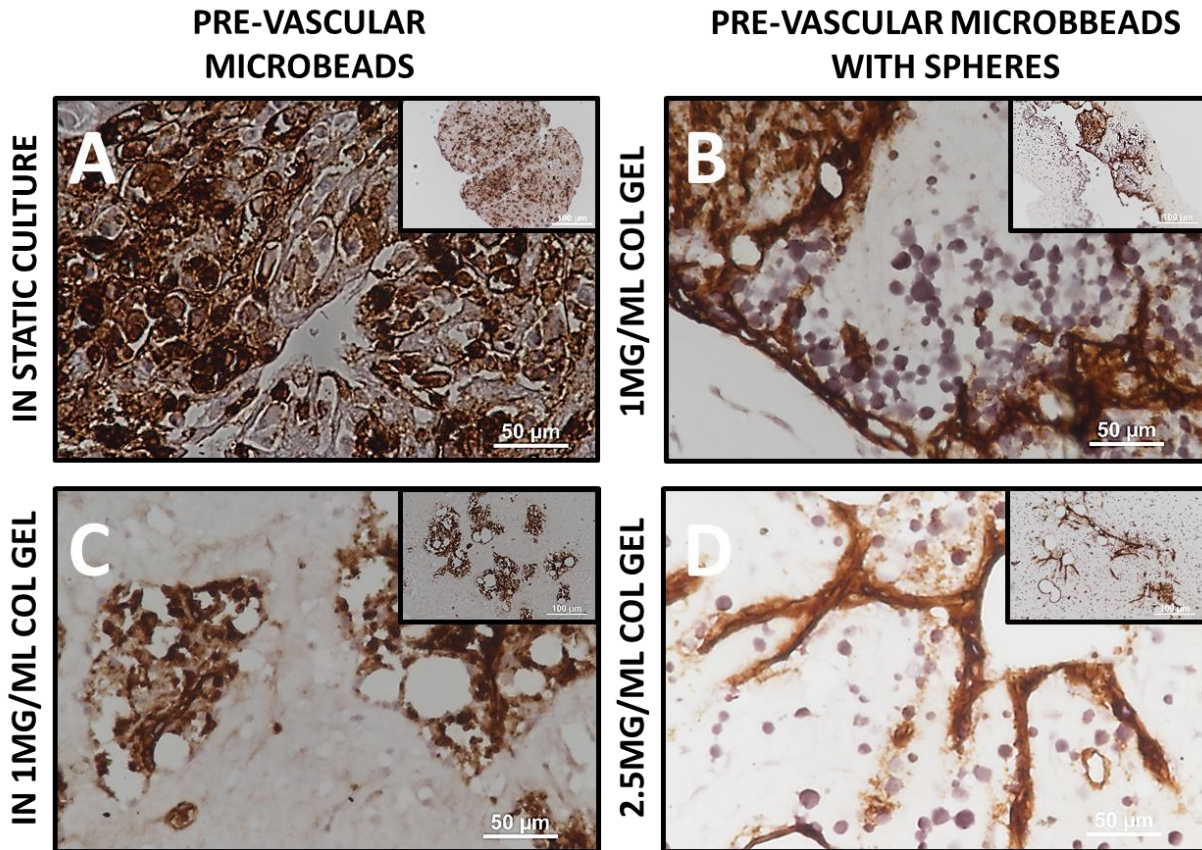 PRE-VASCULAR
MICROBEADS
PRE-VASCULAR MICROBBEADS
WITH SPHERES
IN STATIC CULTURE
A
100 µm
50 µm
1MG/ML COL GEL
B
100 µm
50 µm
IN 1MG/ML COL GEL
C
100 µm
50 µm
2.5MG/ML COL GEL
D
100 µm
50 µm